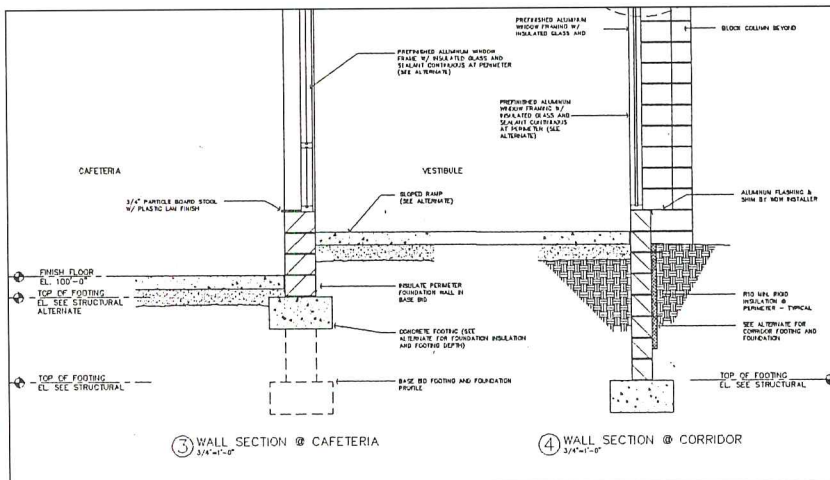 PREFINISHED ALUMINUM WINDOW
FRAME W/ INSULATED GLASS AND
SEALANT CONTINUOUS AT PERIMETER
(SEE ALTERNATE)
PREFINISHED ALUMINUM
WINDOW FRAMING W/
INSULATED GLASS AND
BLOCK COLUMN BEYOND
PREFINISHED ALUMINUM
WINDOW FRAMING W/
INSULATED GLASS AND
SEALANT CONTINUOUS
AT PERIMETER (SEE
ALTERNATE)
CAFETERIA
VESTIBULE
3/4" PARTICLE BOARD STOOL
W/ PLASTIC LAM FINISH
SLOPED RAMP
(SEE ALTERNATE)
ALUMINUM FLASHING &
SHIM BY WDW INSTALLER
FINISH FLOOR
EL. 100'-0"
TOP OF FOOTING
EL. SEE STRUCTURAL
ALTERNATE
INSULATE PERIMETER
FOUNDATION WALL IN
BASE BID
R10 MIN. RIGID
INSULATION @
PERIMETER - TYPICAL
CONCRETE FOOTING (SEE
ALTERNATE FOR FOUNDATION INSULATION
AND FOOTING DEPTH)
SEE ALTERNATE FOR
CORRIDOR FOOTING AND
FOUNDATION
TOP OF FOOTING
EL. SEE STRUCTURAL
BASE BID FOOTING AND FOUNDATION
PROFILE
TOP OF FOOTING
EL. SEE STRUCTURAL
3 WALL SECTION @ CAFETERIA
3/4"=1'-0"
4 WALL SECTION @ CORRIDOR
3/4"=1'-0"